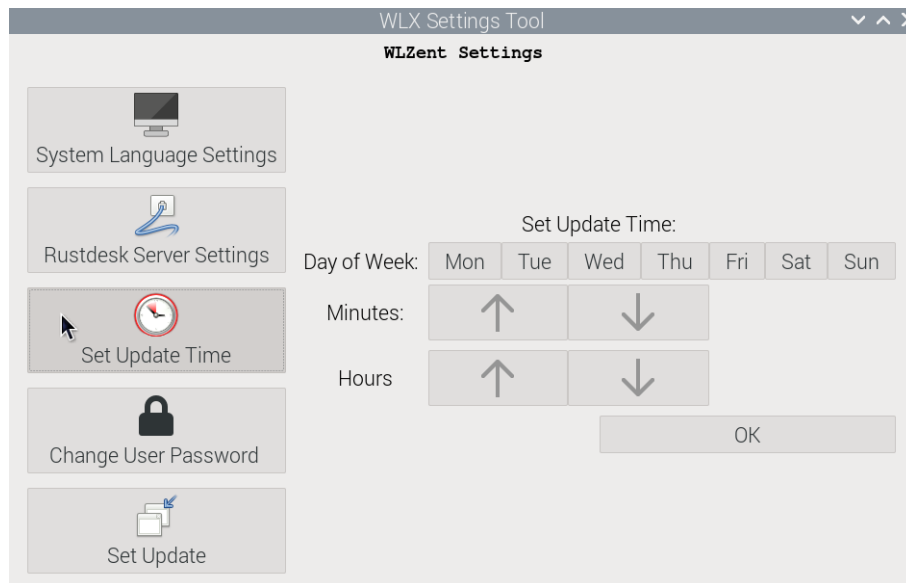 WLX Settings Tool
WLZent Settings
System Language Settings
Rustdesk Server Settings
Set Update Time
Change User Password
Set Update
Set Update Time:
Day of Week: Mon Tue Wed Thu Fri Sat Sun
Minutes:
Hours
OK